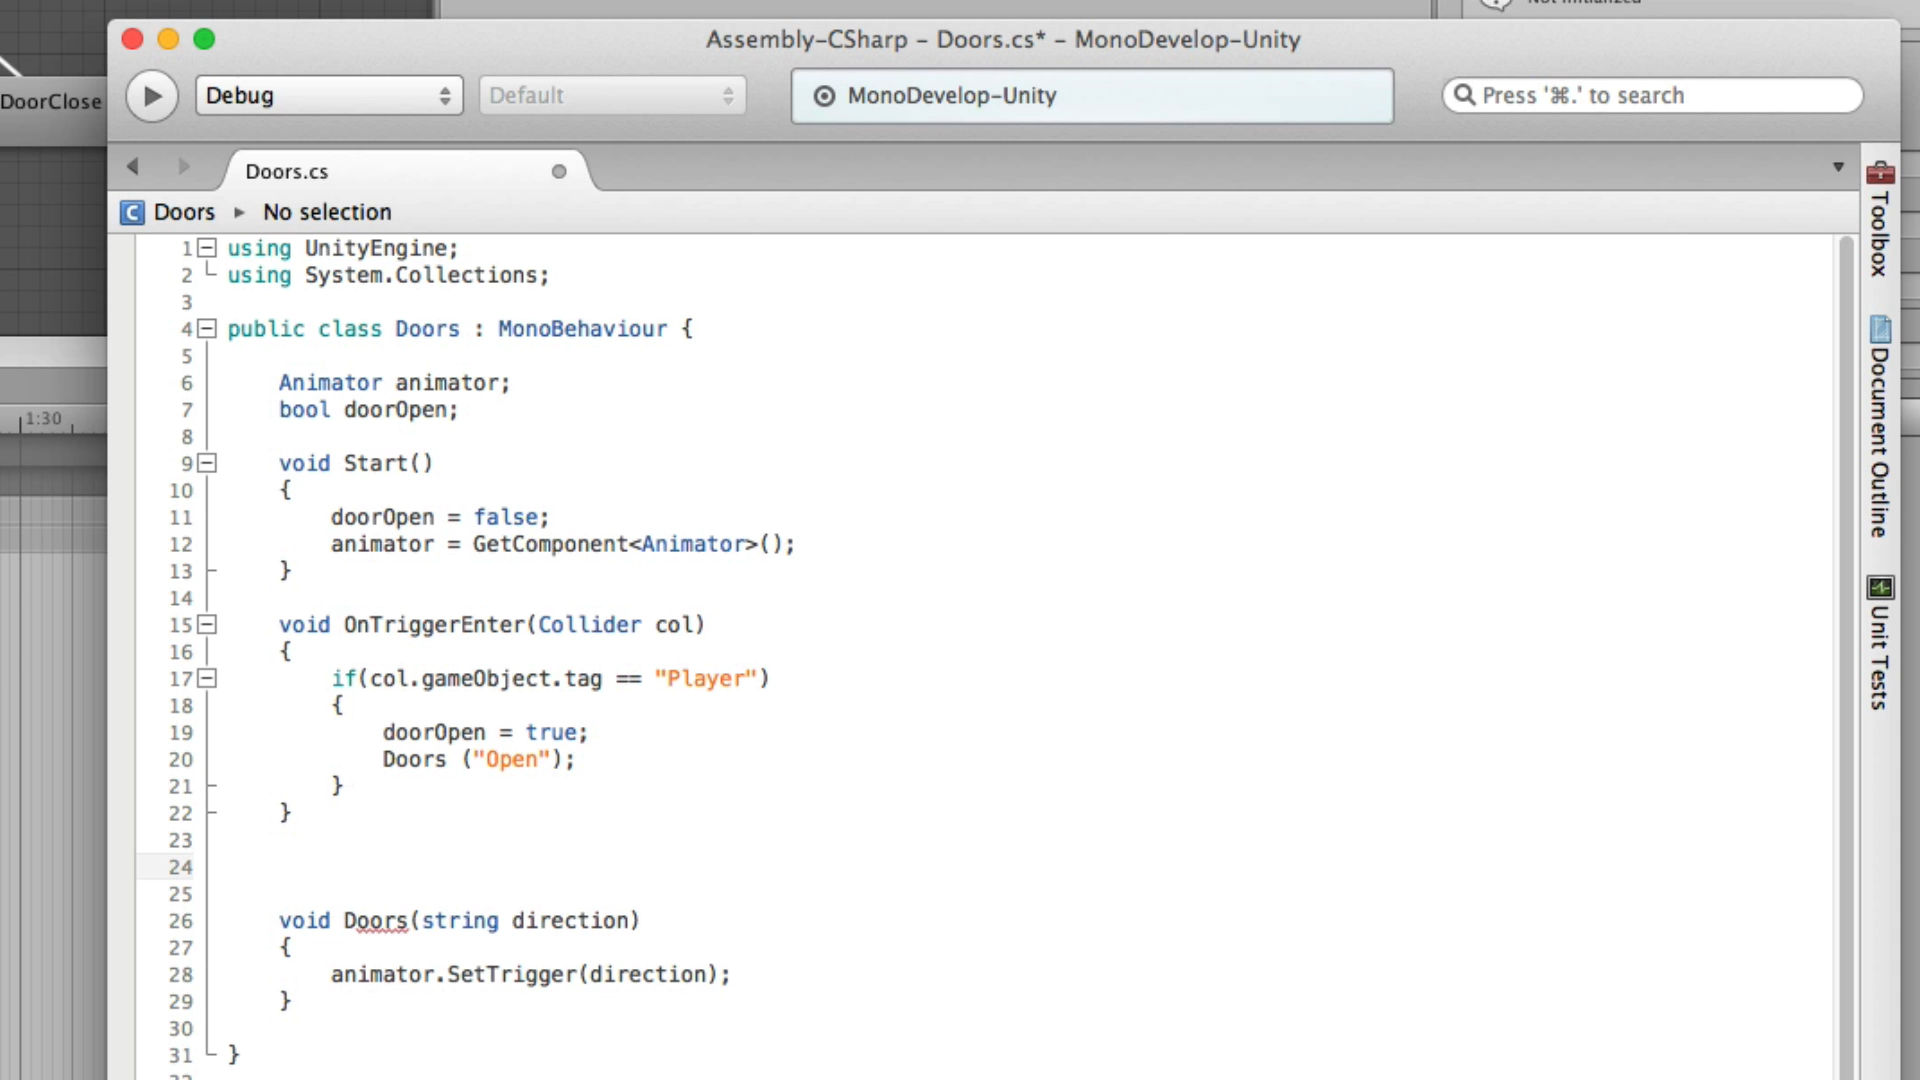 Not initialized
Assembly-CSharp – Doors.cs* – MonoDevelop-Unity
DoorClose
Debug
Default
MonoDevelop-Unity
Press '⌘.' to search
Doors.cs
C Doors ▸ No selection
1:30
1 using UnityEngine;
2 using System.Collections;
3
4 public class Doors : MonoBehaviour {
5
6     Animator animator;
7     bool doorOpen;
8
9     void Start()
10     {
11         doorOpen = false;
12         animator = GetComponent<Animator>();
13     }
14
15     void OnTriggerEnter(Collider col)
16     {
17         if(col.gameObject.tag == "Player")
18         {
19             doorOpen = true;
20             Doors ("Open");
21         }
22     }
23
24
25
26     void Doors(string direction)
27     {
28         animator.SetTrigger(direction);
29     }
30
31 }
Toolbox
Document Outline
Unit Tests